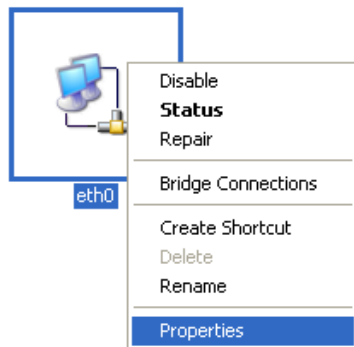 Disable
Status
Repair
Bridge Connections
eth0
Create Shortcut
Delete
Rename
Properties